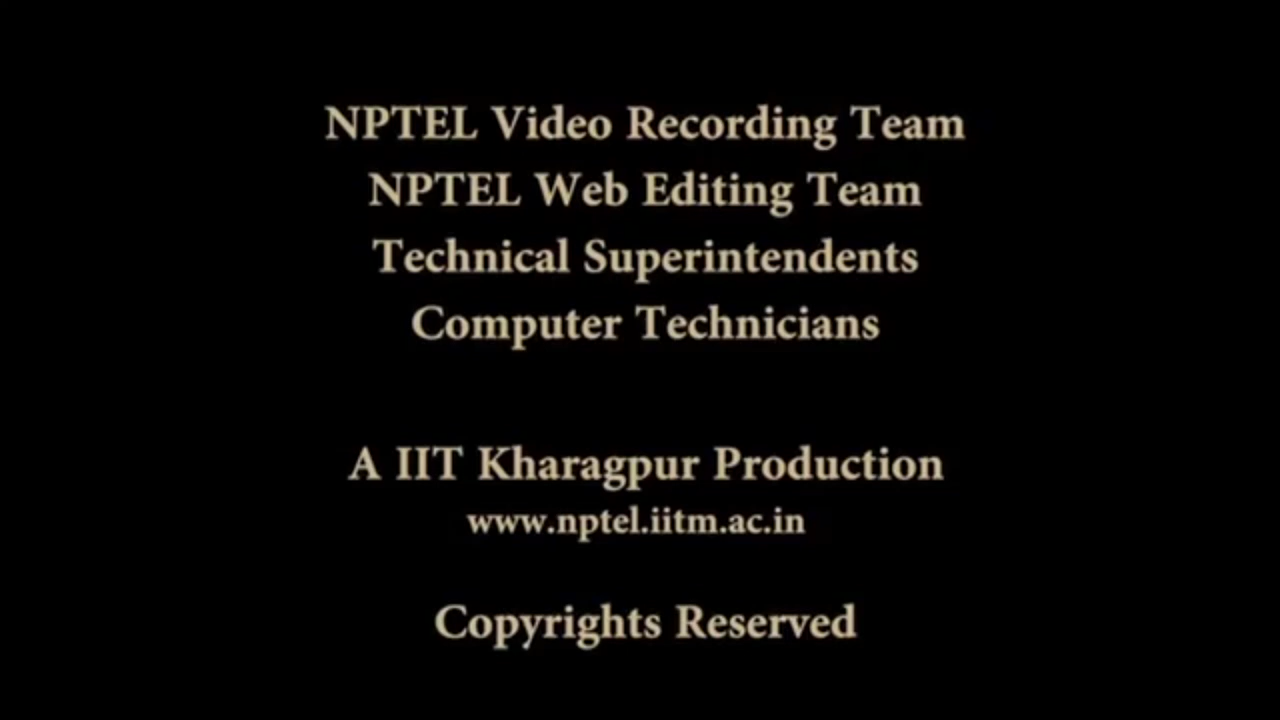 NPTEL Video Recording Team
NPTEL Web Editing Team
Technical Superintendents
Computer Technicians
A IIT Kharagpur Production
www.nptel.iitm.ac.in
Copyrights Reserved